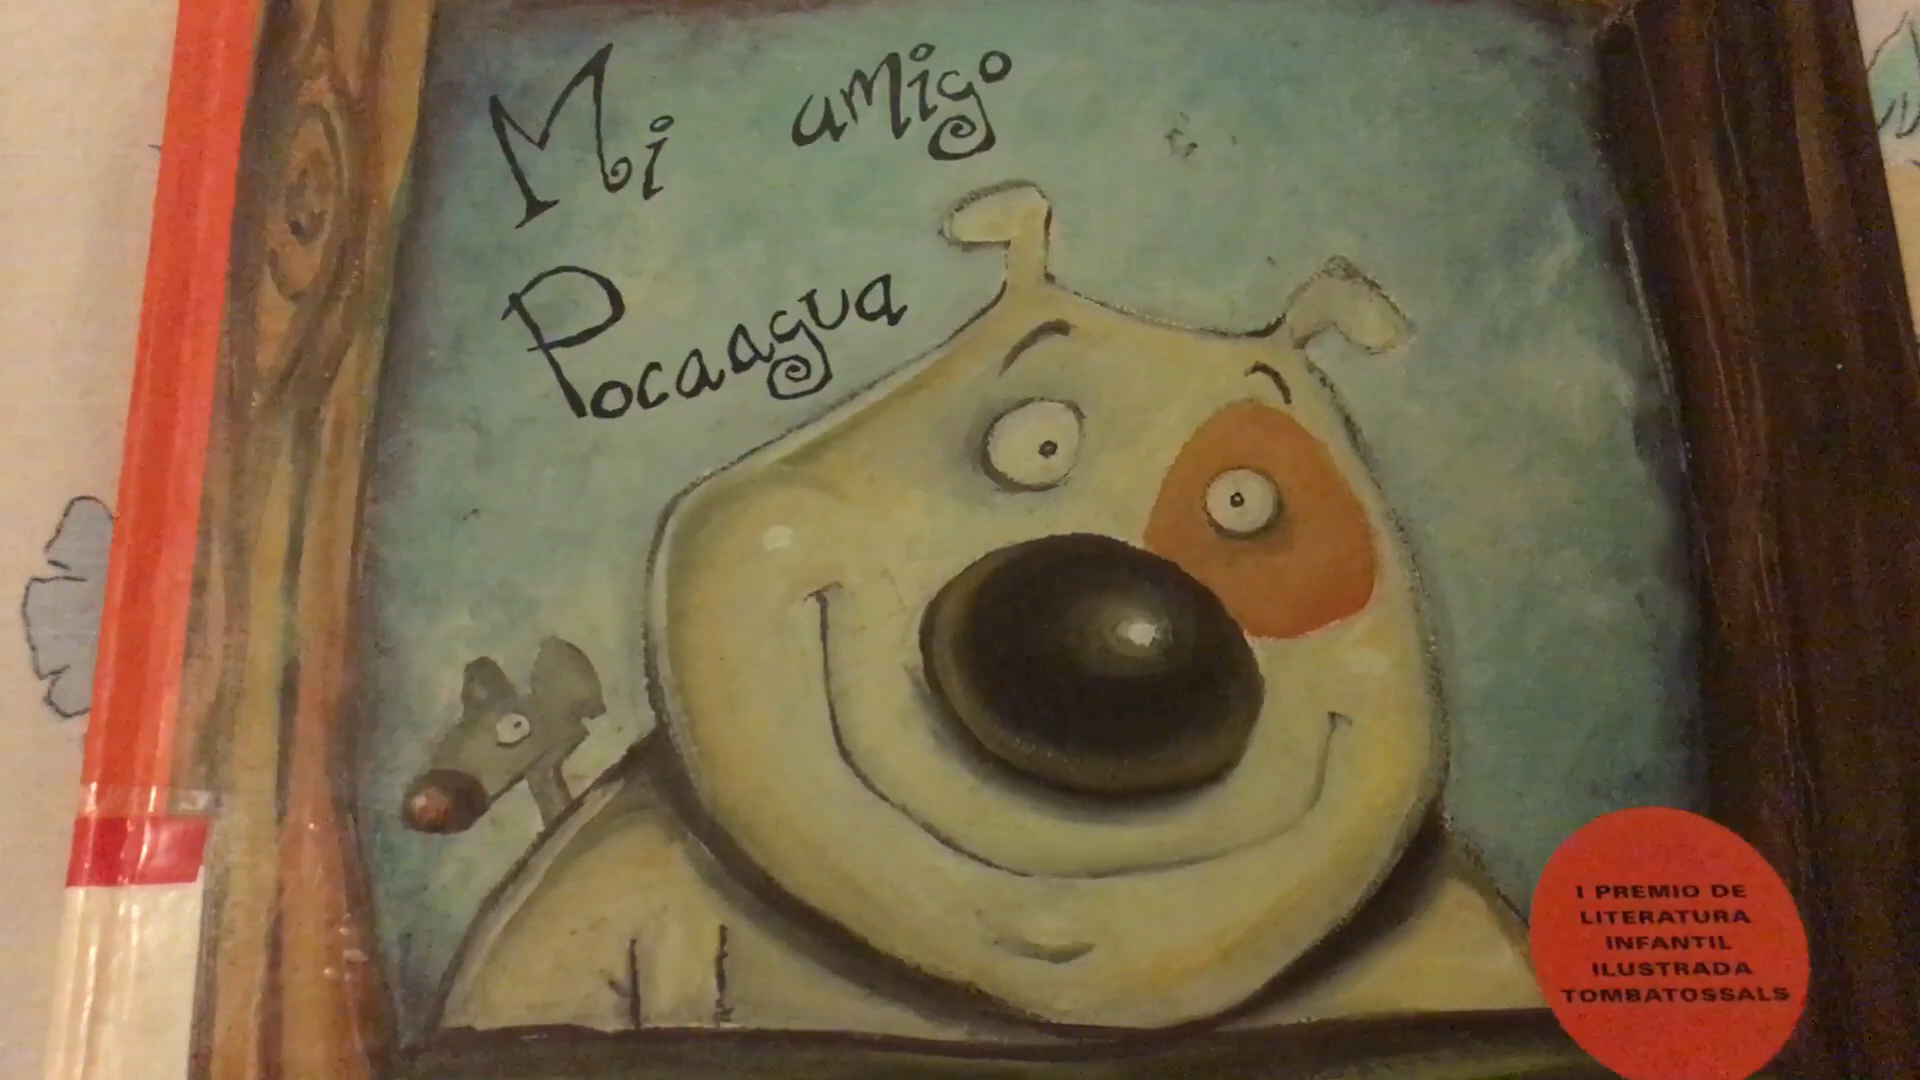 Mi amigo
Pocaagua
I PREMIO DE
LITERATURA
INFANTIL
ILUSTRADA
TOMBATOSSALS